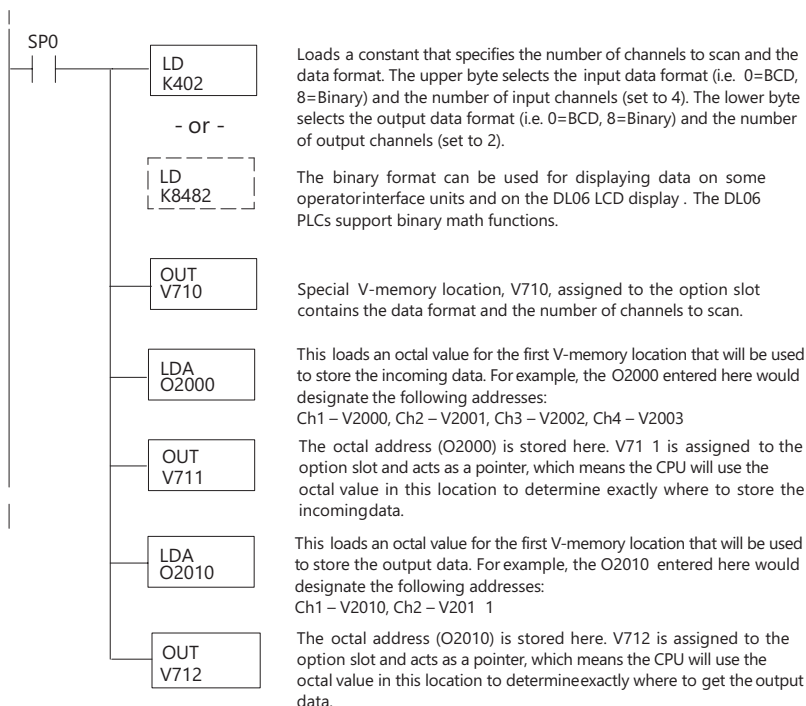 SP0
LD
K402
Loads a constant that specifies the number of channels to scan and the
data format. The upper byte selects the input data format (i.e. 0=BCD,
8=Binary) and the number of input channels (set to 4). The lower byte
selects the output data format (i.e. 0=BCD, 8=Binary) and the number
of output channels (set to 2).
- or -
LD
K8482
The binary format can be used for displaying data on some
operatorinterface units and on the DL06 LCD display . The DL06
PLCs support binary math functions.
OUT
V710
Special V-memory location, V710, assigned to the option slot
contains the data format and the number of channels to scan.
LDA
O2000
This loads an octal value for the first V-memory location that will be used
to store the incoming data. For example, the O2000 entered here would
designate the following addresses:
Ch1 – V2000, Ch2 – V2001, Ch3 – V2002, Ch4 – V2003
OUT
V711
The octal address (O2000) is stored here. V71 1 is assigned to the
option slot and acts as a pointer, which means the CPU will use the
octal value in this location to determine exactly where to store the
incomingdata.
LDA
O2010
This loads an octal value for the first V-memory location that will be used
to store the output data. For example, the O2010 entered here would
designate the following addresses:
Ch1 – V2010, Ch2 – V201 1
OUT
V712
The octal address (O2010) is stored here. V712 is assigned to the
option slot and acts as a pointer, which means the CPU will use the
octal value in this location to determineexactly where to get the output
data.